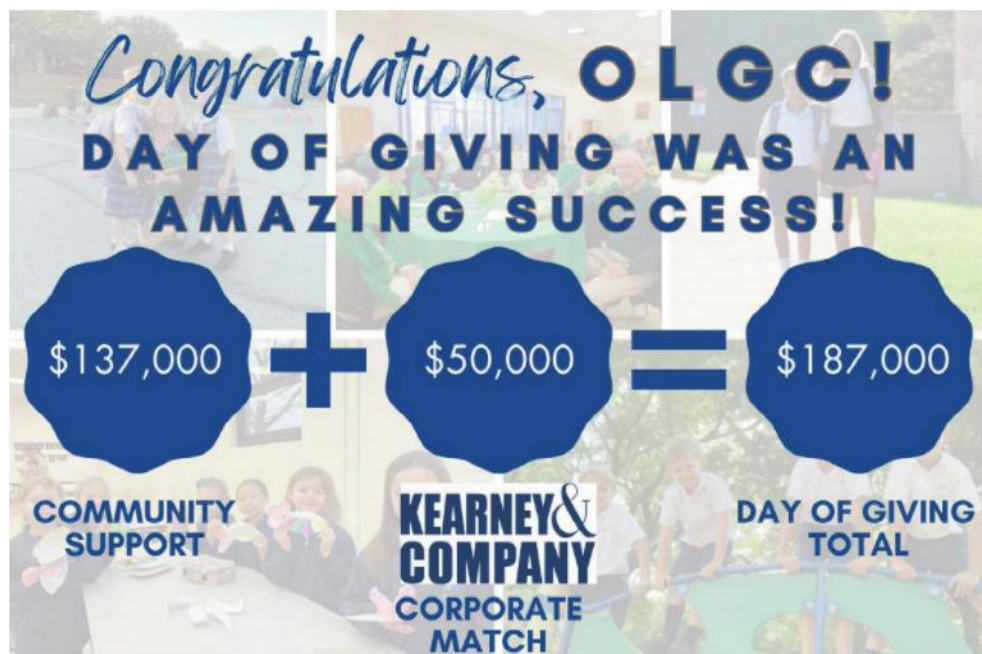 Congratulations, OLGC!
DAY OF GIVING WAS AN
AMAZING SUCCESS!
$137,000 + $50,000 = $187,000
COMMUNITY
SUPPORT
KEARNEY&
COMPANY
CORPORATE
MATCH
DAY OF GIVING
TOTAL